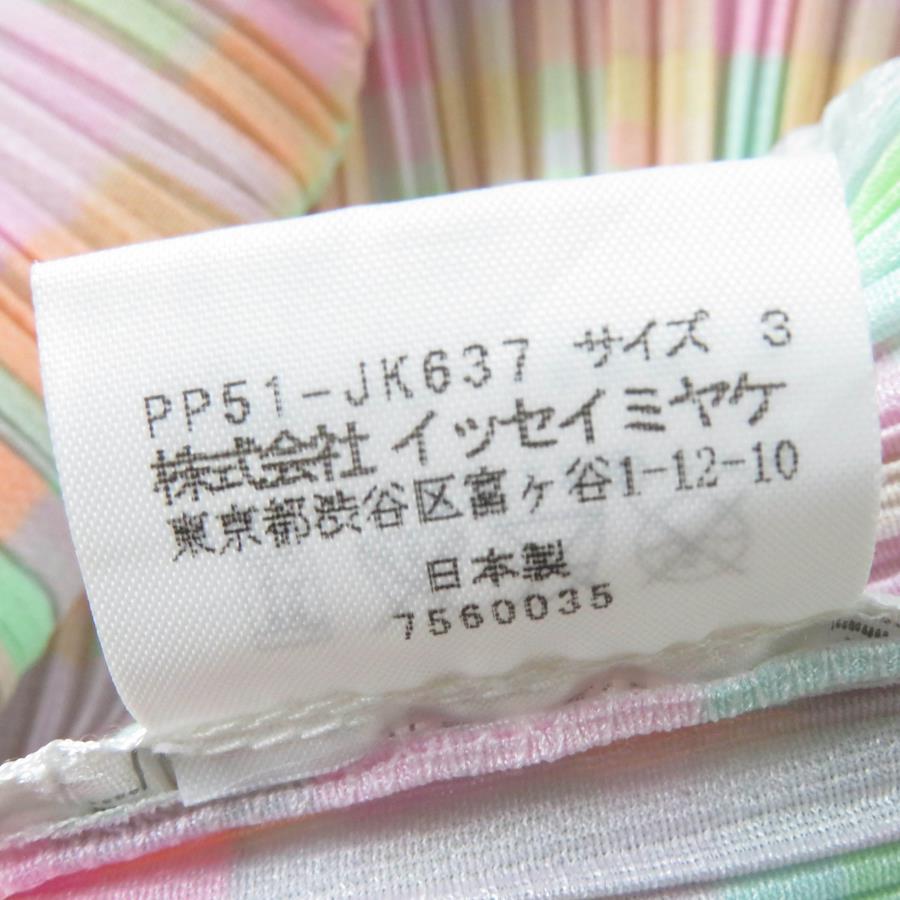 PP51-JK637 サイズ 3
株式会社 イッセイミヤケ
東京都渋谷区富ヶ谷1-12-10
日本製
7560035